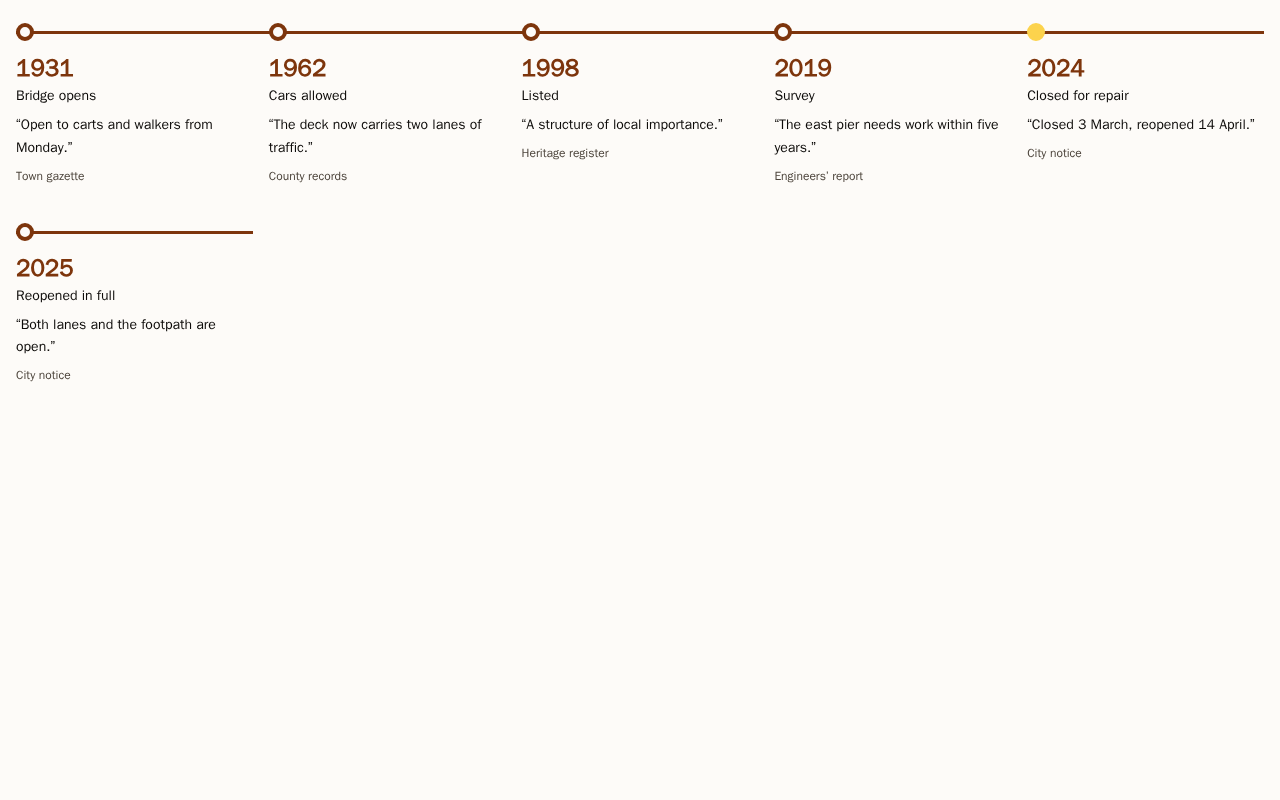 1931
Bridge opens
“Open to carts and walkers from
Monday.”
Town gazette
1962
Cars allowed
“The deck now carries two lanes of
traffic.”
County records
1998
Listed
“A structure of local importance.”
Heritage register
2019
Survey
“The east pier needs work within five
years.”
Engineers’ report
2024
Closed for repair
“Closed 3 March, reopened 14 April.”
City notice
2025
Reopened in full
“Both lanes and the footpath are
open.”
City notice